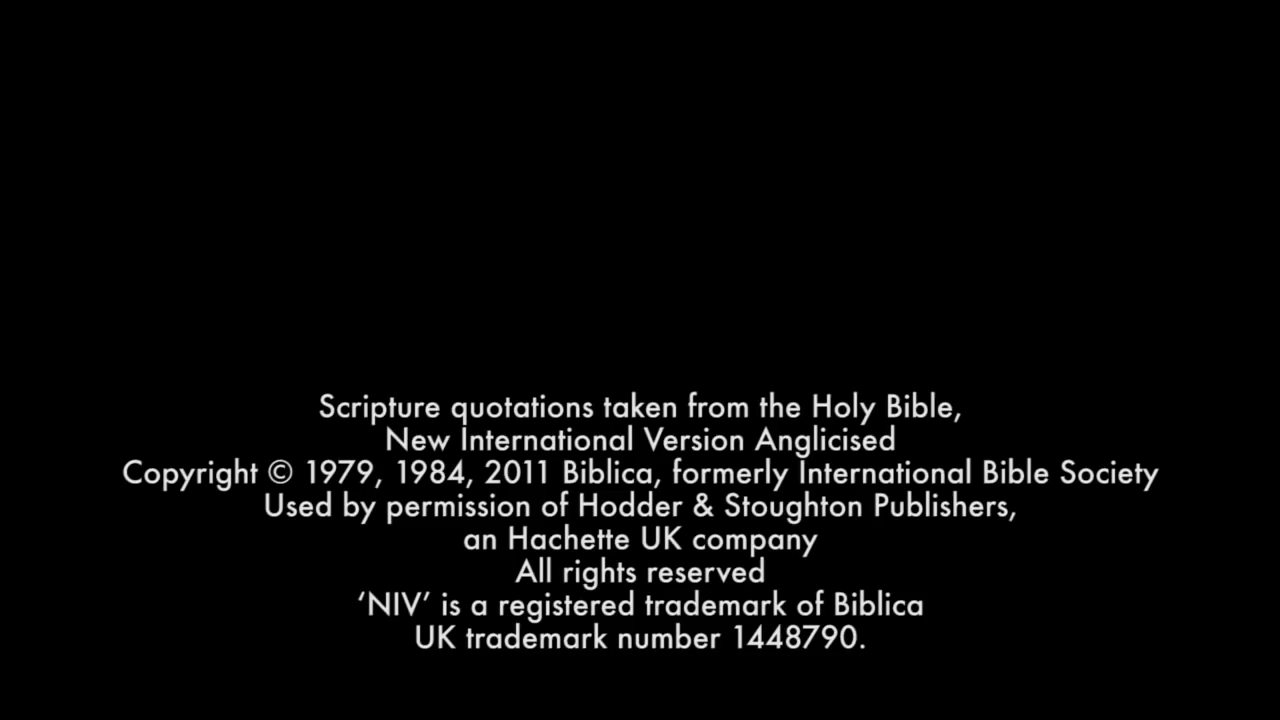 Scripture quotations taken from the Holy Bible,
New International Version Anglicised
Copyright © 1979, 1984, 2011 Biblica, formerly International Bible Society
Used by permission of Hodder & Stoughton Publishers,
an Hachette UK company
All rights reserved
‘NIV’ is a registered trademark of Biblica
UK trademark number 1448790.